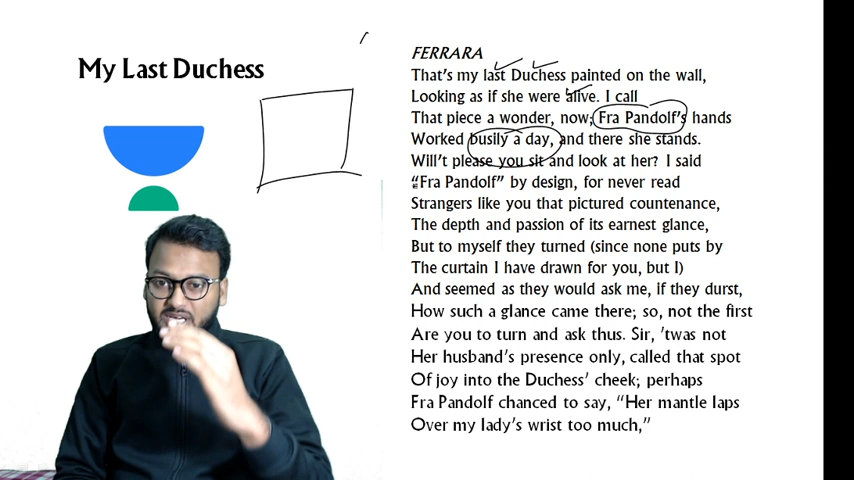 My Last Duchess
FERRARA
That's my last Duchess painted on the wall,
Looking as if she were alive. I call
That piece a wonder, now; Fra Pandolf's hands
Worked busily a day, and there she stands.
Will't please you sit and look at her? I said
“Fra Pandolf” by design, for never read
Strangers like you that pictured countenance,
The depth and passion of its earnest glance,
But to myself they turned (since none puts by
The curtain I have drawn for you, but I)
And seemed as they would ask me, if they durst,
How such a glance came there; so, not the first
Are you to turn and ask thus. Sir, 'twas not
Her husband's presence only, called that spot
Of joy into the Duchess' cheek; perhaps
Fra Pandolf chanced to say, “Her mantle laps
Over my lady's wrist too much,”